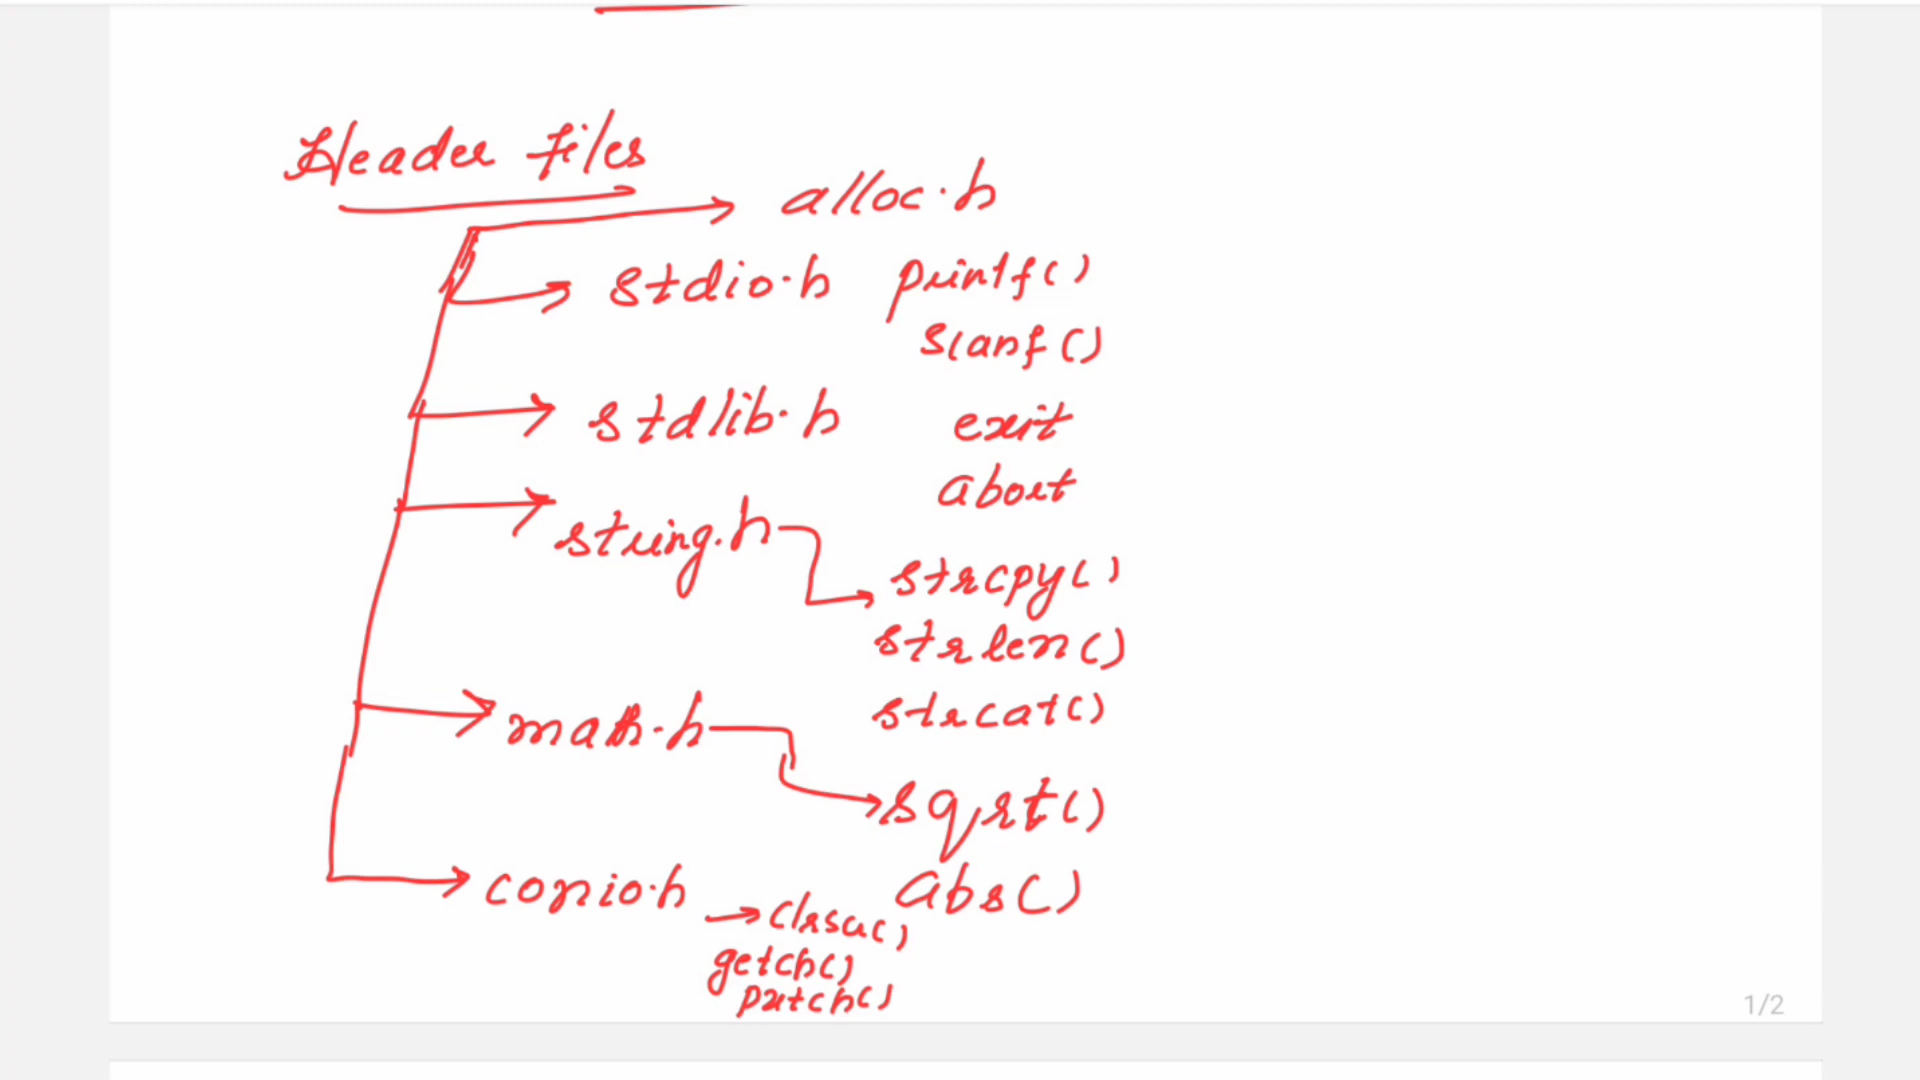 Header files
alloc.h
stdio.h printf()
scanf()
stdlib.h exit
abort
string.h
strcpy()
strlen()
strcat()
math.h
sqrt()
abs()
conio.h
clrscr()
getch()
putch()
1/2